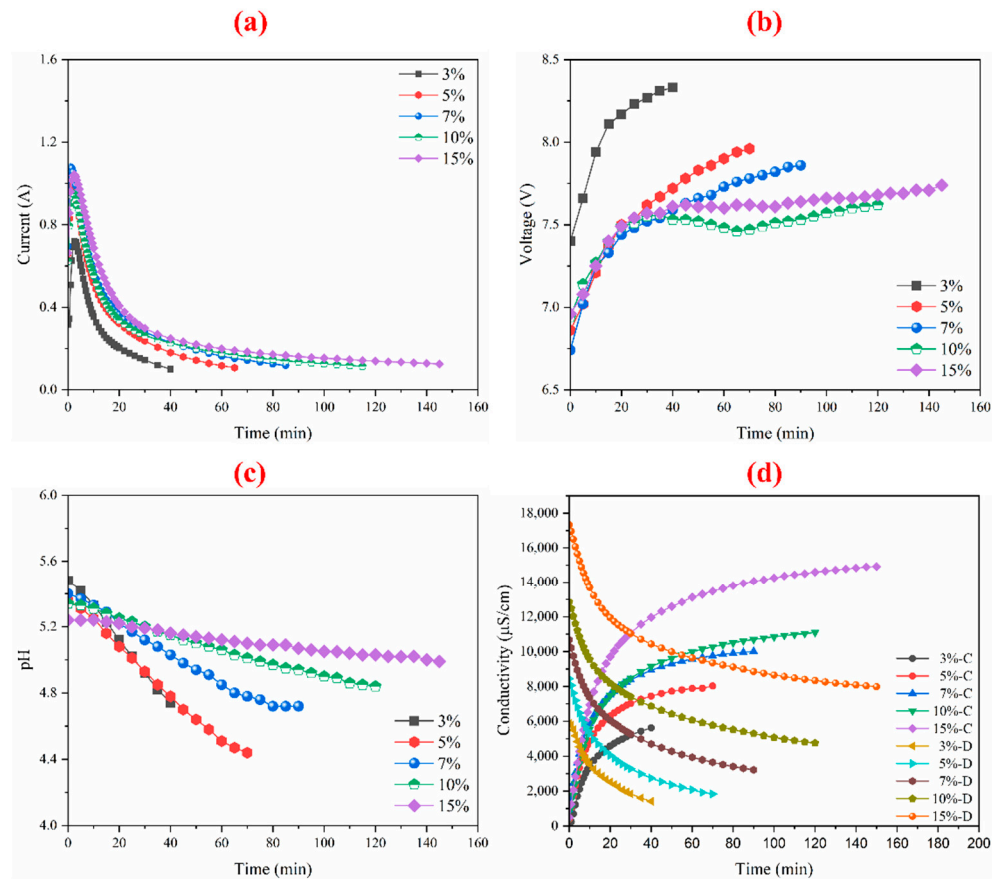 (a)
1.6
1.2
0.8
0.4
0.0
Current (A)
3%
5%
7%
10%
15%
0 20 40 60 80 100 120 140 160
Time (min)
(b)
8.5
8.0
7.5
7.0
6.5
Voltage (V)
3%
5%
7%
10%
15%
0 20 40 60 80 100 120 140 160
Time (min)
(c)
6.0
5.6
5.2
4.8
4.4
4.0
pH
3%
5%
7%
10%
15%
0 20 40 60 80 100 120 140 160
Time (min)
(d)
18,000
16,000
14,000
12,000
10,000
8,000
6,000
4,000
2,000
0
Conductivity (μS/cm)
3%-C
5%-C
7%-C
10%-C
15%-C
3%-D
5%-D
7%-D
10%-D
15%-D
0 20 40 60 80 100 120 140 160 180 200
Time (min)